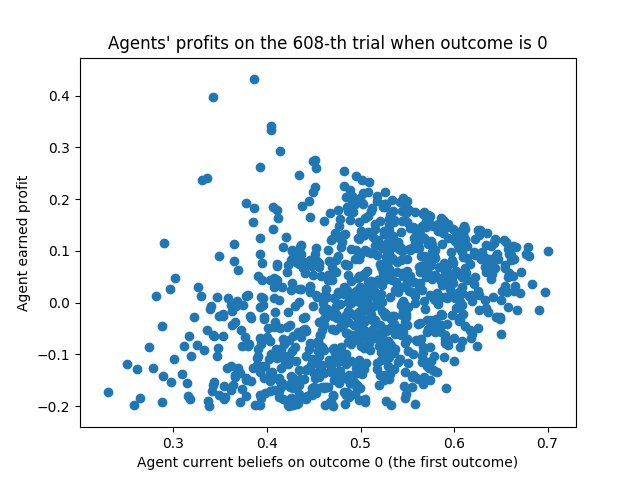 Agents' profits on the 608-th trial when outcome is 0
0.4
0.3
0.2
0.1
0.0
−0.1
−0.2
Agent earned profit
0.3 0.4 0.5 0.6 0.7
Agent current beliefs on outcome 0 (the first outcome)